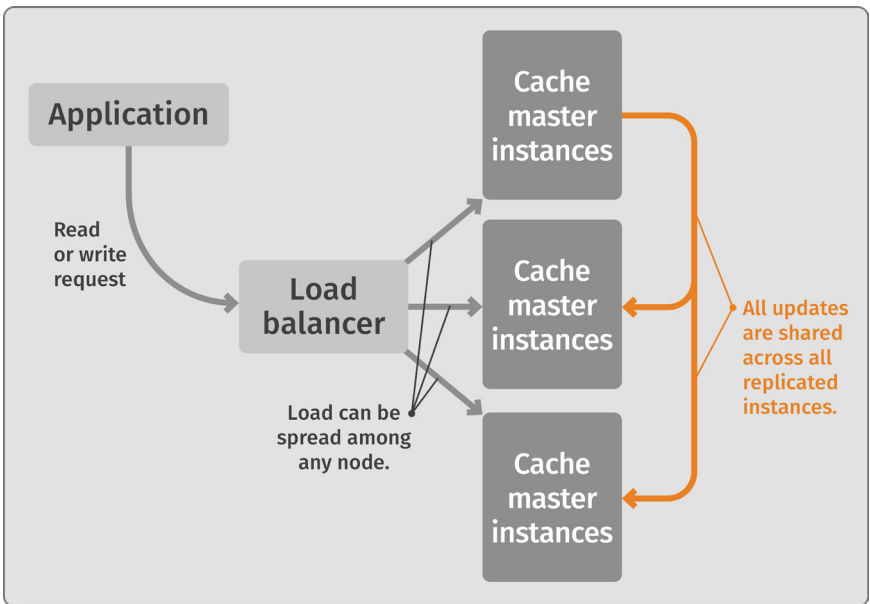 Application
Read
or write
request
Load
balancer
Load can be
spread among
any node.
Cache
master
instances
Cache
master
instances
Cache
master
instances
All updates
are shared
across all
replicated
instances.